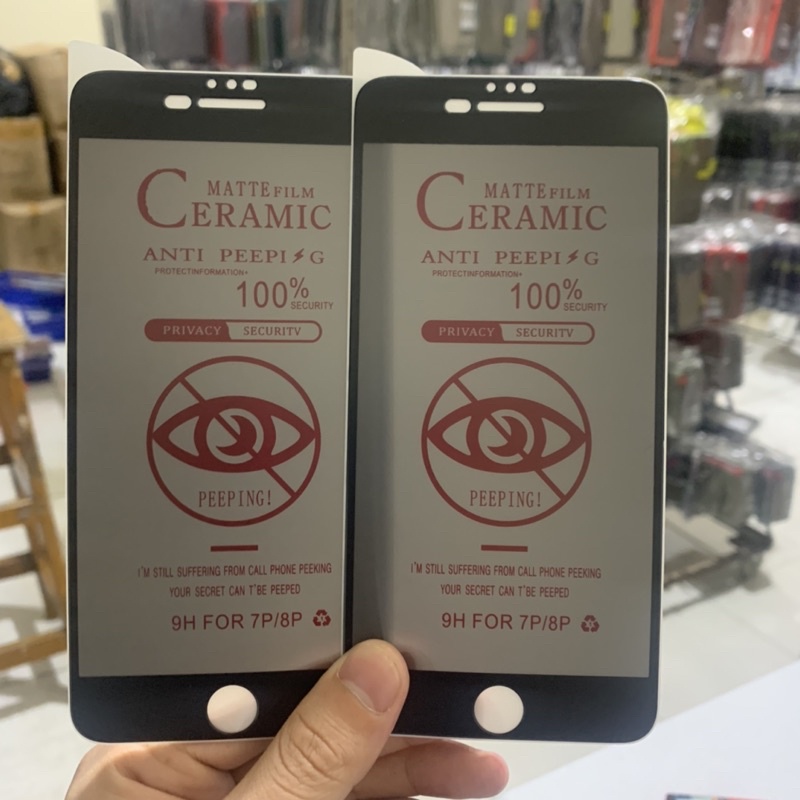 MATTE FILM
CERAMIC
ANTI PEEPI⚡G
PROTECTINFORMATION+
100%
SECURITY
PRIVACY SECURITV
PEEPING!
I'M STILL SUFFERING FROM CALL PHONE PEEKING
YOUR SECRET CAN T'BE PEEPED
9H FOR 7P/8P
MATTE FILM
CERAMIC
ANTI PEEPI⚡G
PROTECTINFORMATION+
100%
SECURITY
PRIVACY SECURITV
PEEPING!
I'M STILL SUFFERING FROM CALL PHONE PEEKING
YOUR SECRET CAN T'BE PEEPED
9H FOR 7P/8P